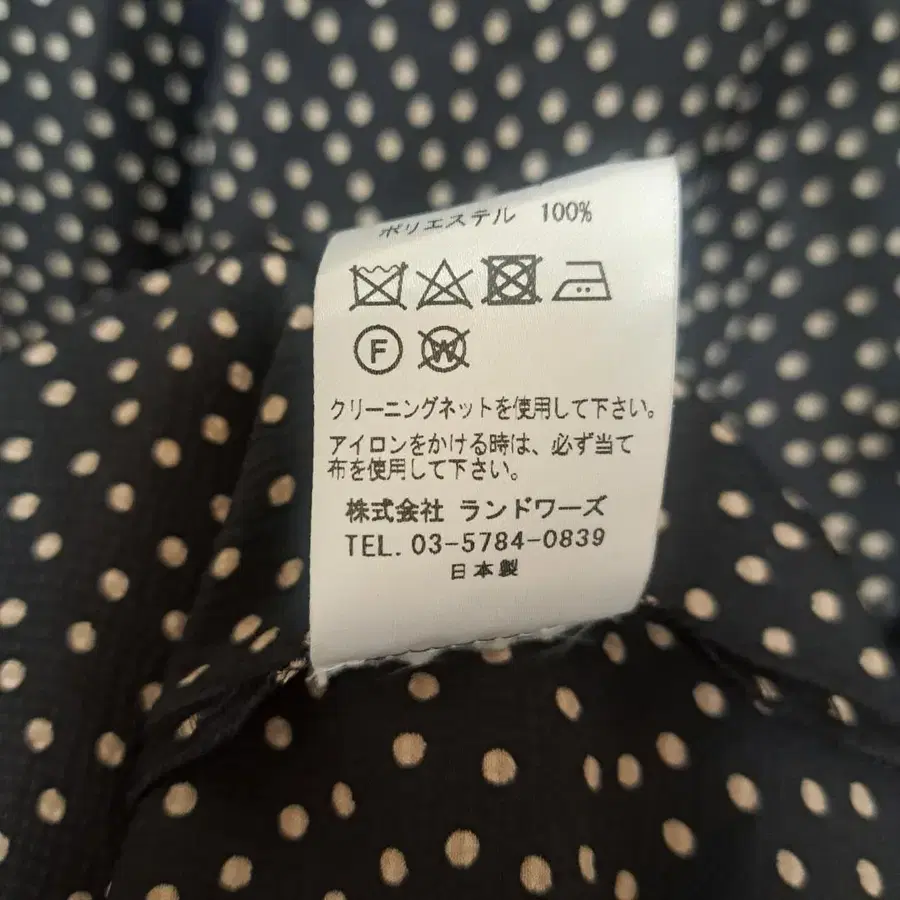 ポリエステル 100%
F W
クリーニングネットを使用して下さい。
アイロンをかける時は、必ず当て
布を使用して下さい。
株式会社 ランドワーズ
TEL. 03-5784-0839
日本製